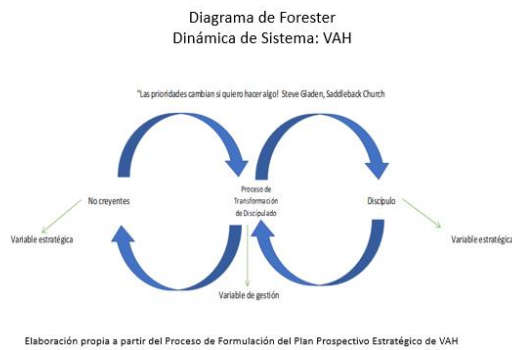 Diagrama de Forester
Dinámica de Sistema: VAH
"Las prioridades cambian si quiero hacer algo! Steve Gladen, Saddleback Church
No creyentes
Proceso de
Transformación
de Discipulado
Discípulo
Variable estratégica
Variable estratégica
Variable de gestión
Elaboración propia a partir del Proceso de Formulación del Plan Prospectivo Estratégico de VAH